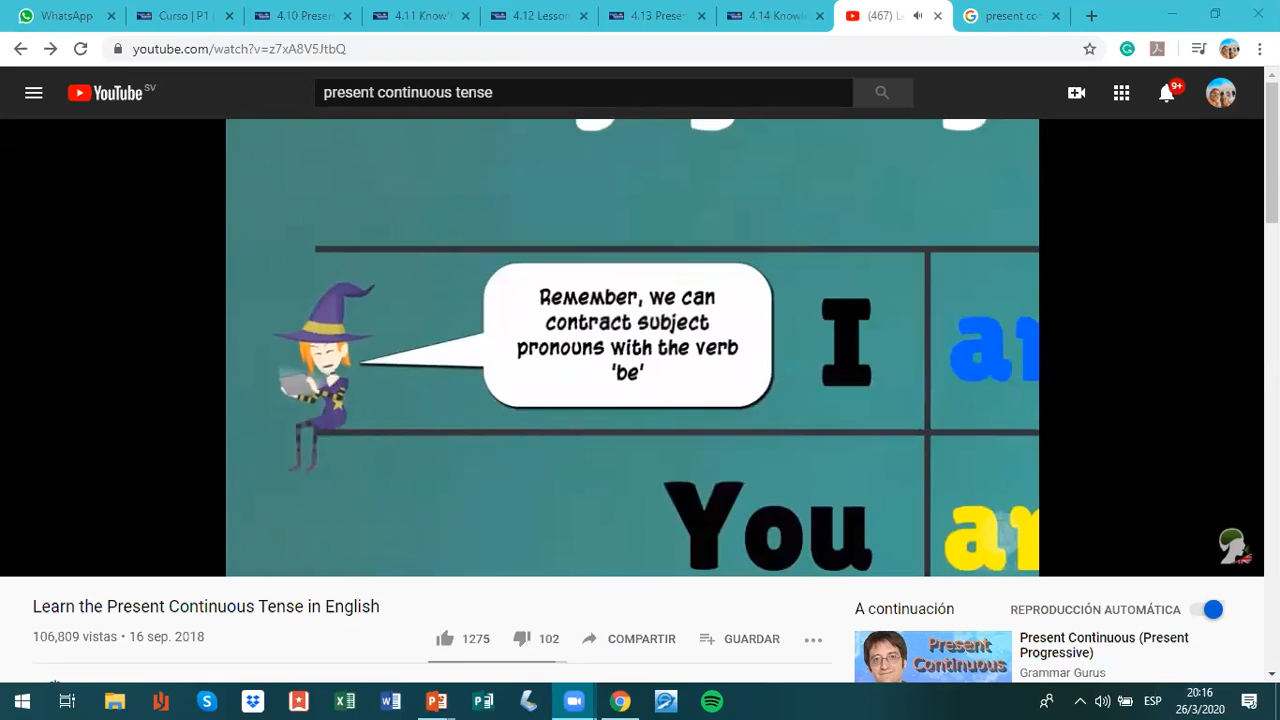 WhatsApp
Curso | P1 |
4.10 Presen
4.11 Know'
4.12 Lesson
4.13 Prese
4.14 Knowl
(467) L
present con
youtube.com/watch?v=z7xA8V5JtbQ
YouTube SV
present continuous tense
9+
Remember, we can
contract subject
pronouns with the verb
'be'
I
You
Learn the Present Continuous Tense in English
106,809 vistas • 16 sep. 2018
1275
102
COMPARTIR
GUARDAR
A continuación
REPRODUCCIÓN AUTOMÁTICA
Present
Continuous
Present Continuous (Present
Progressive)
Grammar Gurus
ESP
20:16
26/3/2020